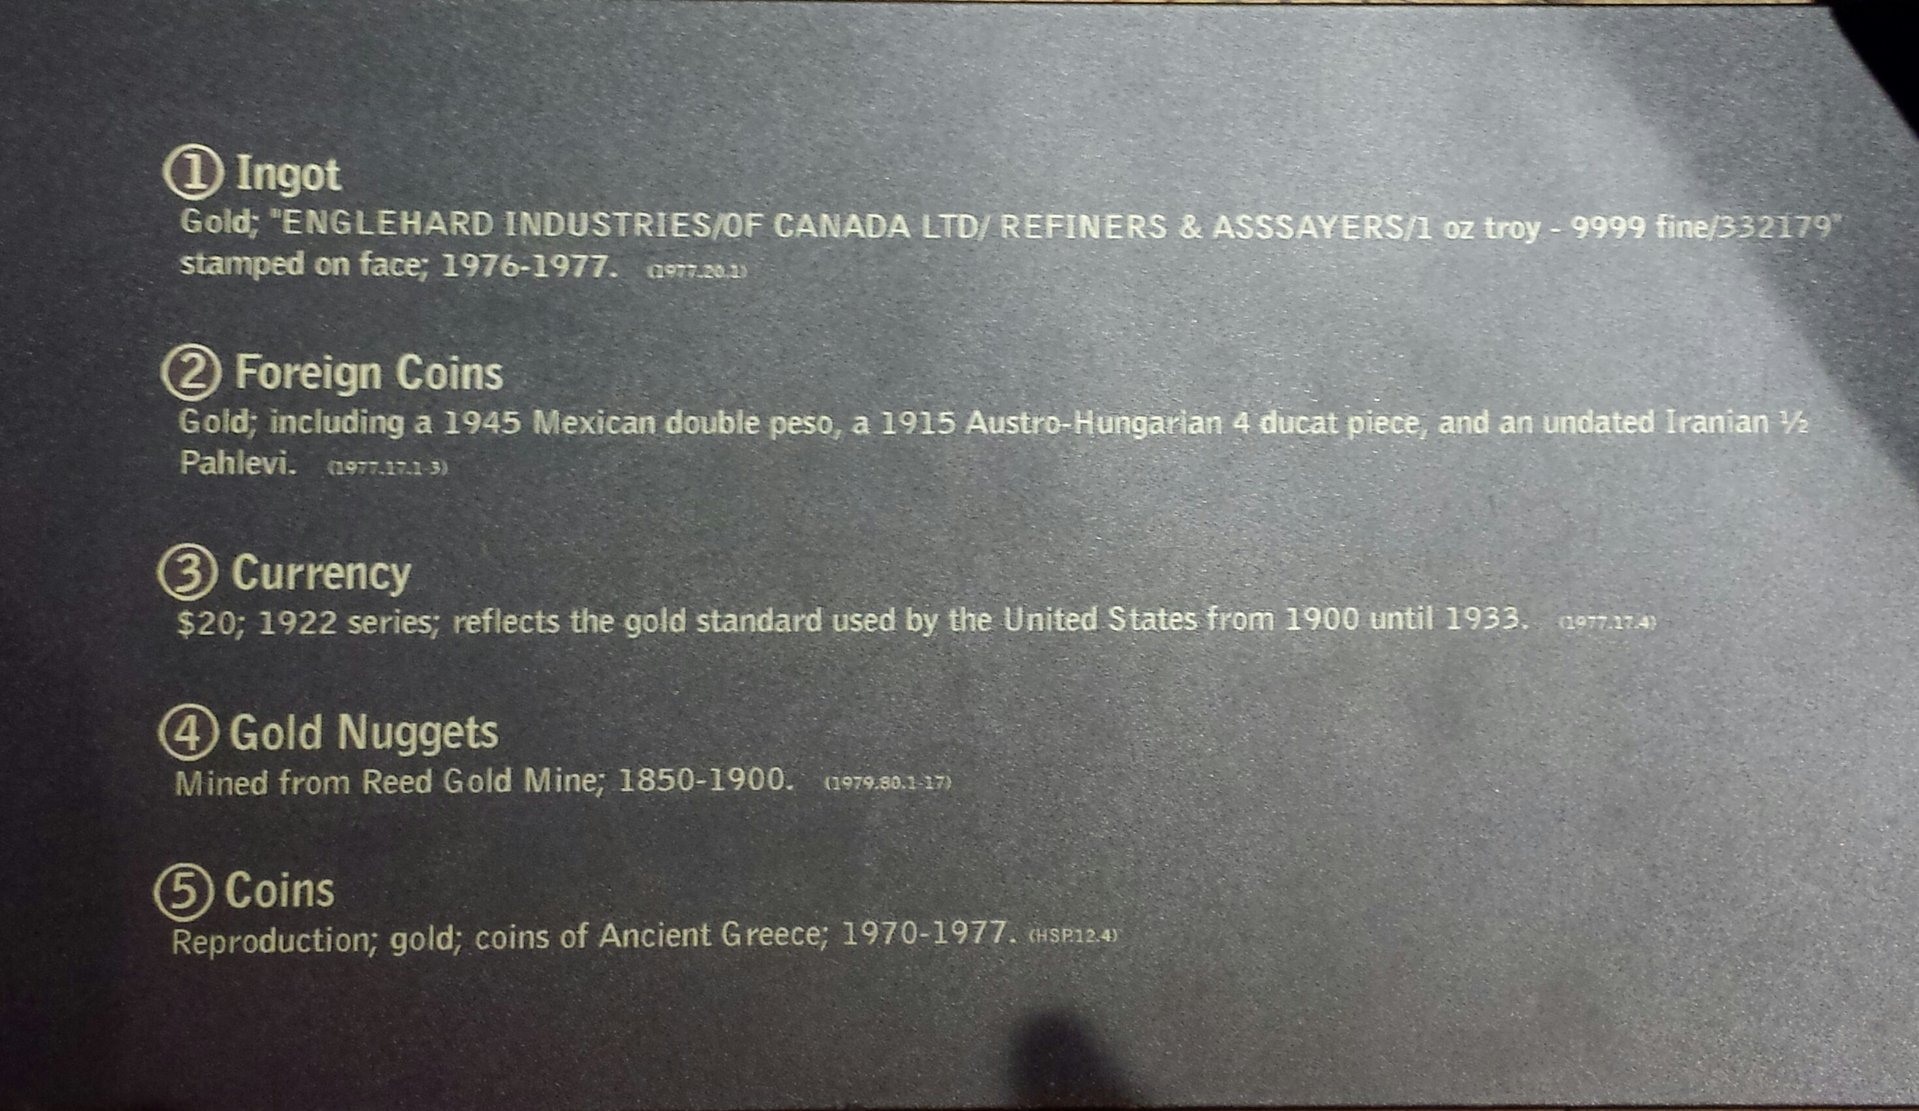 ① Ingot
Gold; "ENGLEHARD INDUSTRIES/OF CANADA LTD/ REFINERS & ASSSAYERS/1 oz troy - 9999 fine/332179"
stamped on face; 1976-1977. (1977.20.1)
② Foreign Coins
Gold; including a 1945 Mexican double peso, a 1915 Austro-Hungarian 4 ducat piece, and an undated Iranian ½
Pahlevi. (1977.17.1-3)
③ Currency
$20; 1922 series; reflects the gold standard used by the United States from 1900 until 1933. (1977.17.4)
④ Gold Nuggets
Mined from Reed Gold Mine; 1850-1900. (1979.80.1-17)
⑤ Coins
Reproduction; gold; coins of Ancient Greece; 1970-1977. (HSP.12.4)